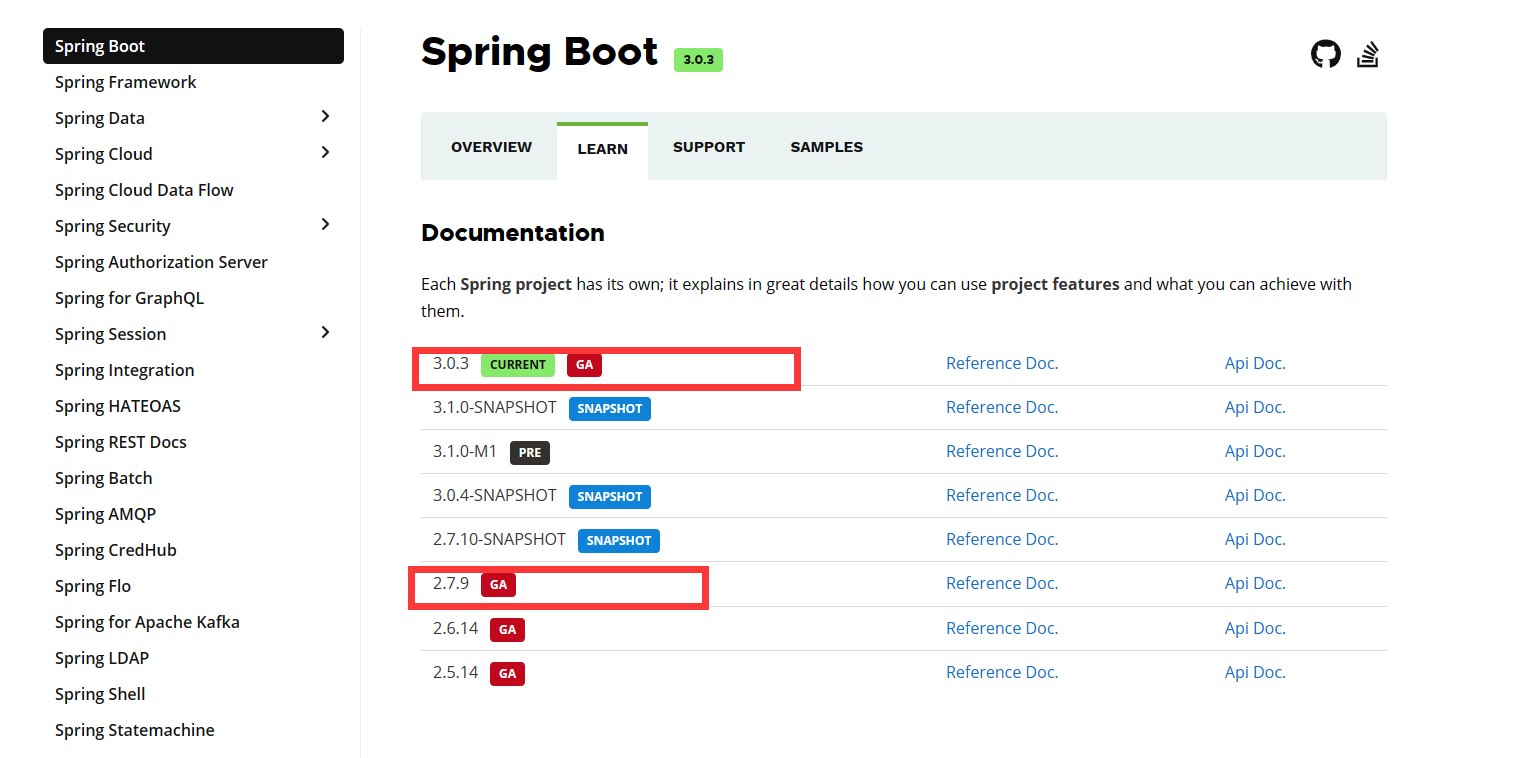 Spring Boot
Spring Framework
Spring Data
Spring Cloud
Spring Cloud Data Flow
Spring Security
Spring Authorization Server
Spring for GraphQL
Spring Session
Spring Integration
Spring HATEOAS
Spring REST Docs
Spring Batch
Spring AMQP
Spring CredHub
Spring Flo
Spring for Apache Kafka
Spring LDAP
Spring Shell
Spring Statemachine
Spring Boot 3.0.3
OVERVIEW LEARN SUPPORT SAMPLES
Documentation
Each Spring project has its own; it explains in great details how you can use project features and what you can achieve with
them.
3.0.3 CURRENT GA Reference Doc. Api Doc.
3.1.0-SNAPSHOT SNAPSHOT Reference Doc. Api Doc.
3.1.0-M1 PRE Reference Doc. Api Doc.
3.0.4-SNAPSHOT SNAPSHOT Reference Doc. Api Doc.
2.7.10-SNAPSHOT SNAPSHOT Reference Doc. Api Doc.
2.7.9 GA Reference Doc. Api Doc.
2.6.14 GA Reference Doc. Api Doc.
2.5.14 GA Reference Doc. Api Doc.